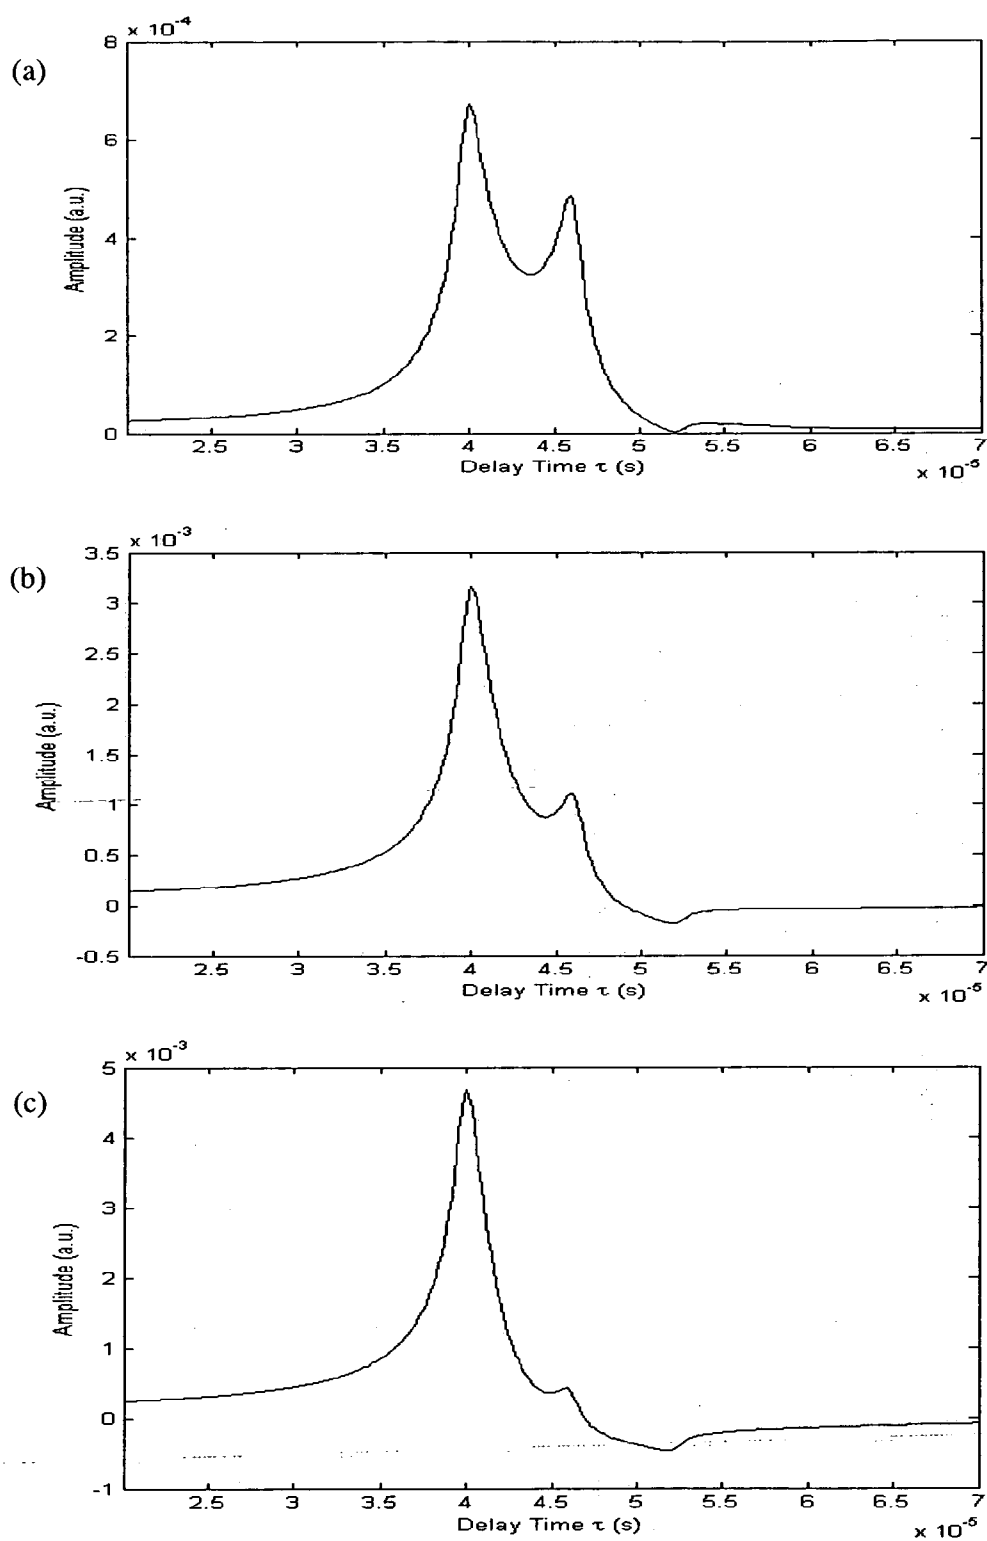 (a)
x 10-4
8
6
4
2
0
Amplitude (a.u.)
2.5 3 3.5 4 4.5 5 5.5 6 6.5 7
Delay Time τ (s)
x 10-5
(b)
x 10-3
3.5
3
2.5
2
1.5
1
0.5
0
-0.5
Amplitude (a.u.)
2.5 3 3.5 4 4.5 5 5.5 6 6.5 7
Delay Time τ (s)
x 10-5
(c)
x 10-3
5
4
3
2
1
0
-1
Amplitude (a.u.)
2.5 3 3.5 4 4.5 5 5.5 6 6.5 7
Delay Time τ (s)
x 10-5